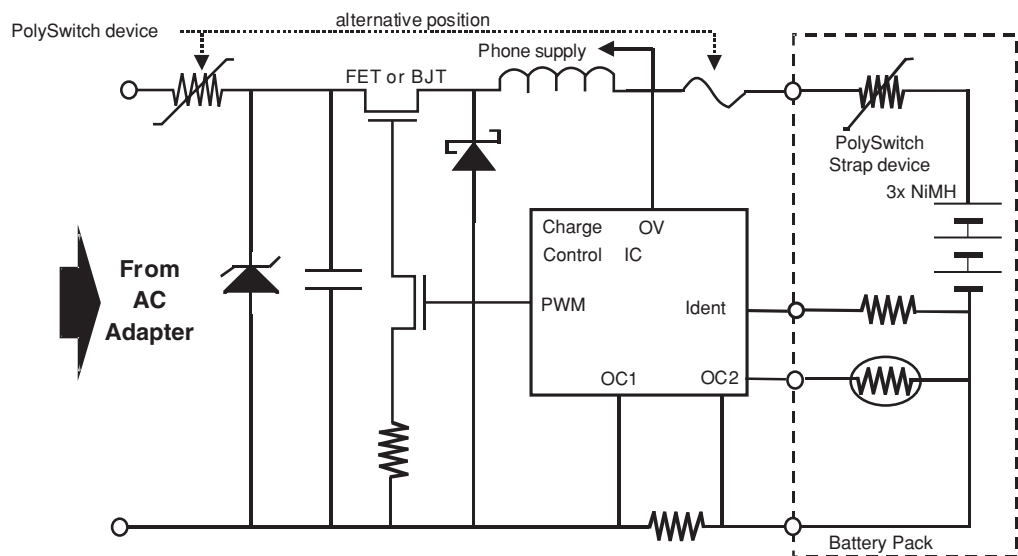 alternative position
PolySwitch device
Phone supply
FET or BJT
PolySwitch
Strap device
3x NiMH
Charge OV
Control IC
From
AC
Adapter
PWM
Ident
OC1 OC2
Battery Pack